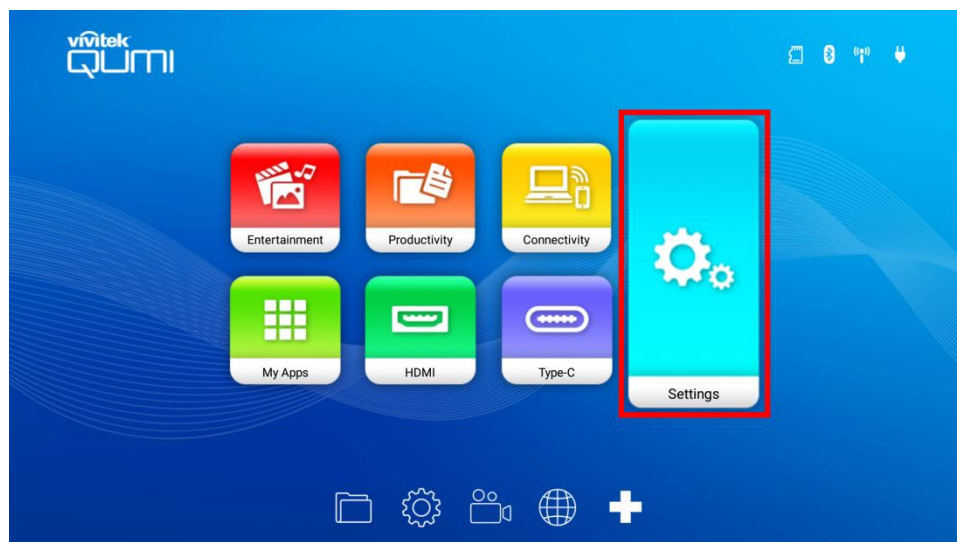 vivitek
QUMI
Entertainment
Productivity
Connectivity
My Apps
HDMI
Type-C
Settings